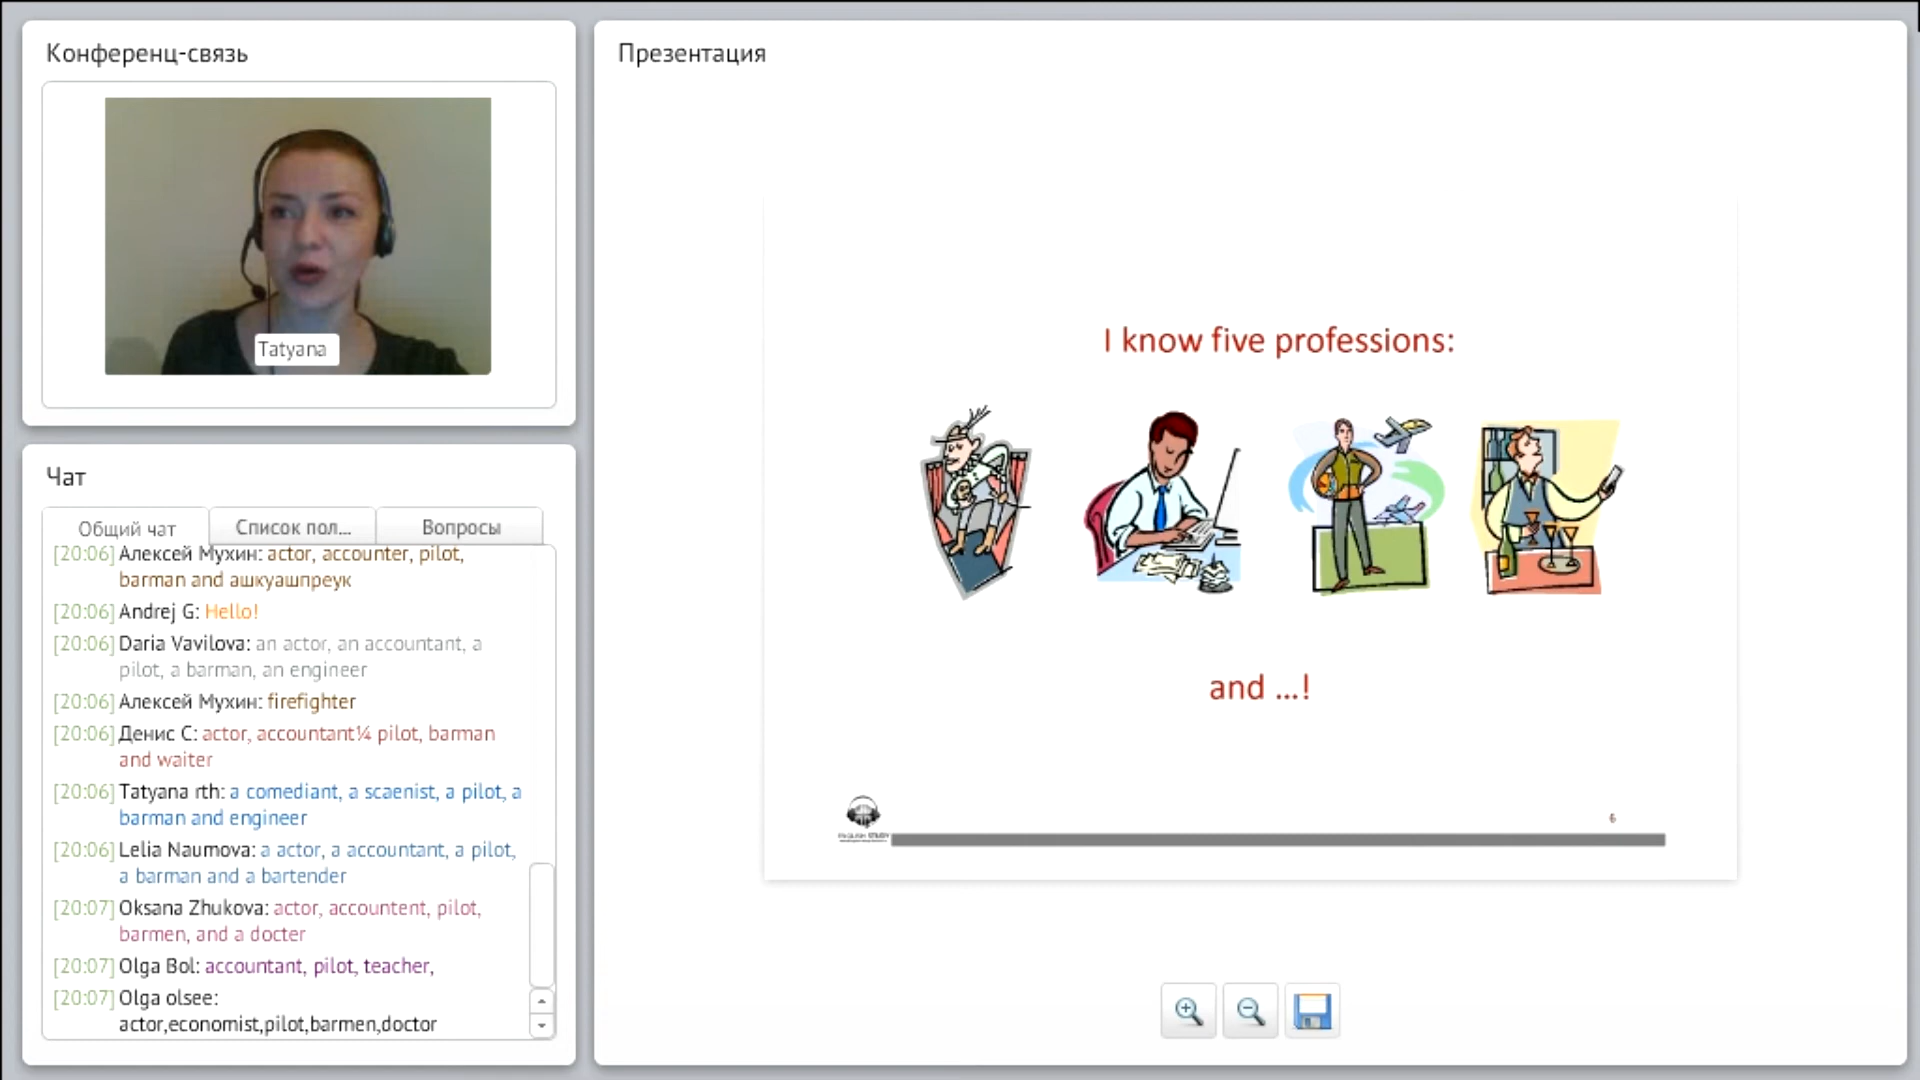 Конференц-связь
Tatyana
Чат
Общий чат
Список пол...
Вопросы
[20:06] Алексей Мухин: actor, accounter, pilot,
barman and ашкуашпреук
[20:06] Andrej G: Hello!
[20:06] Daria Vavilova: an actor, an accountant, a
pilot, a barman, an engineer
[20:06] Алексей Мухин: firefighter
[20:06] Денис С: actor, accountant¼ pilot, barman
and waiter
[20:06] Tatyana rth: a comediant, a scaenist, a pilot, a
barman and engineer
[20:06] Lelia Naumova: a actor, a accountant, a pilot,
a barman and a bartender
[20:07] Oksana Zhukova: actor, accountent, pilot,
barmen, and a docter
[20:07] Olga Bol: accountant, pilot, teacher,
[20:07] Olga olsee:
actor,economist,pilot,barmen,doctor
Презентация
I know five professions:
and ...!
ENGLISH STUDY
6